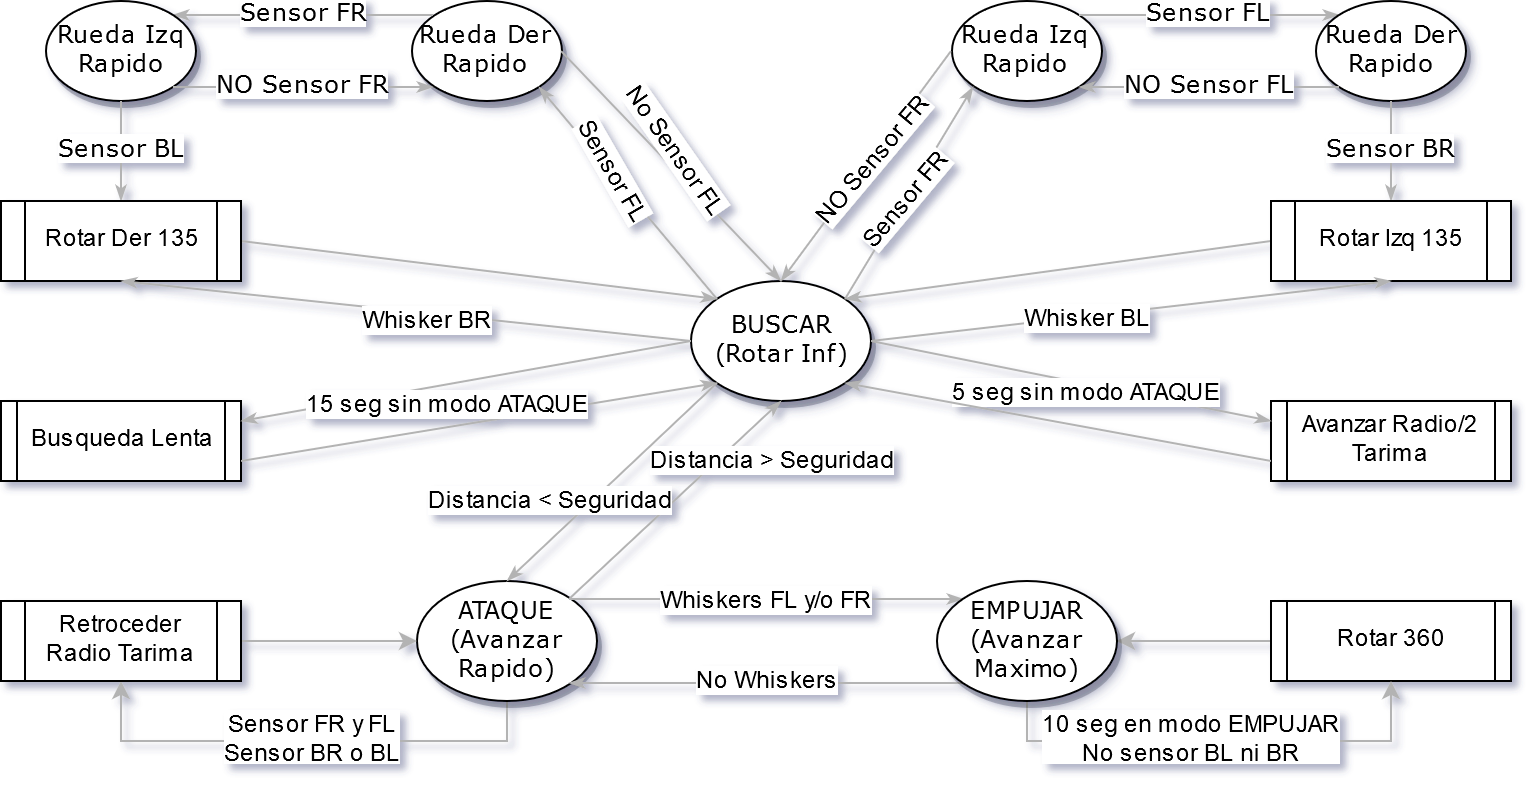 Sensor FR
Rueda Izq
Rapido
Rueda Der
Rapido
NO Sensor FR
Sensor FL
Rueda Izq
Rapido
Rueda Der
Rapido
NO Sensor FL
Sensor BL
No Sensor FL
Sensor FL
NO Sensor FR
Sensor FR
Sensor BR
Rotar Der 135
Rotar Izq 135
Whisker BR
BUSCAR
(Rotar Inf)
Whisker BL
15 seg sin modo ATAQUE
5 seg sin modo ATAQUE
Busqueda Lenta
Avanzar Radio/2
Tarima
Distancia > Seguridad
Distancia < Seguridad
Retroceder
Radio Tarima
ATAQUE
(Avanzar
Rapido)
Whiskers FL y/o FR
EMPUJAR
(Avanzar
Maximo)
Rotar 360
No Whiskers
Sensor FR y FL
Sensor BR o BL
10 seg en modo EMPUJAR
No sensor BL ni BR